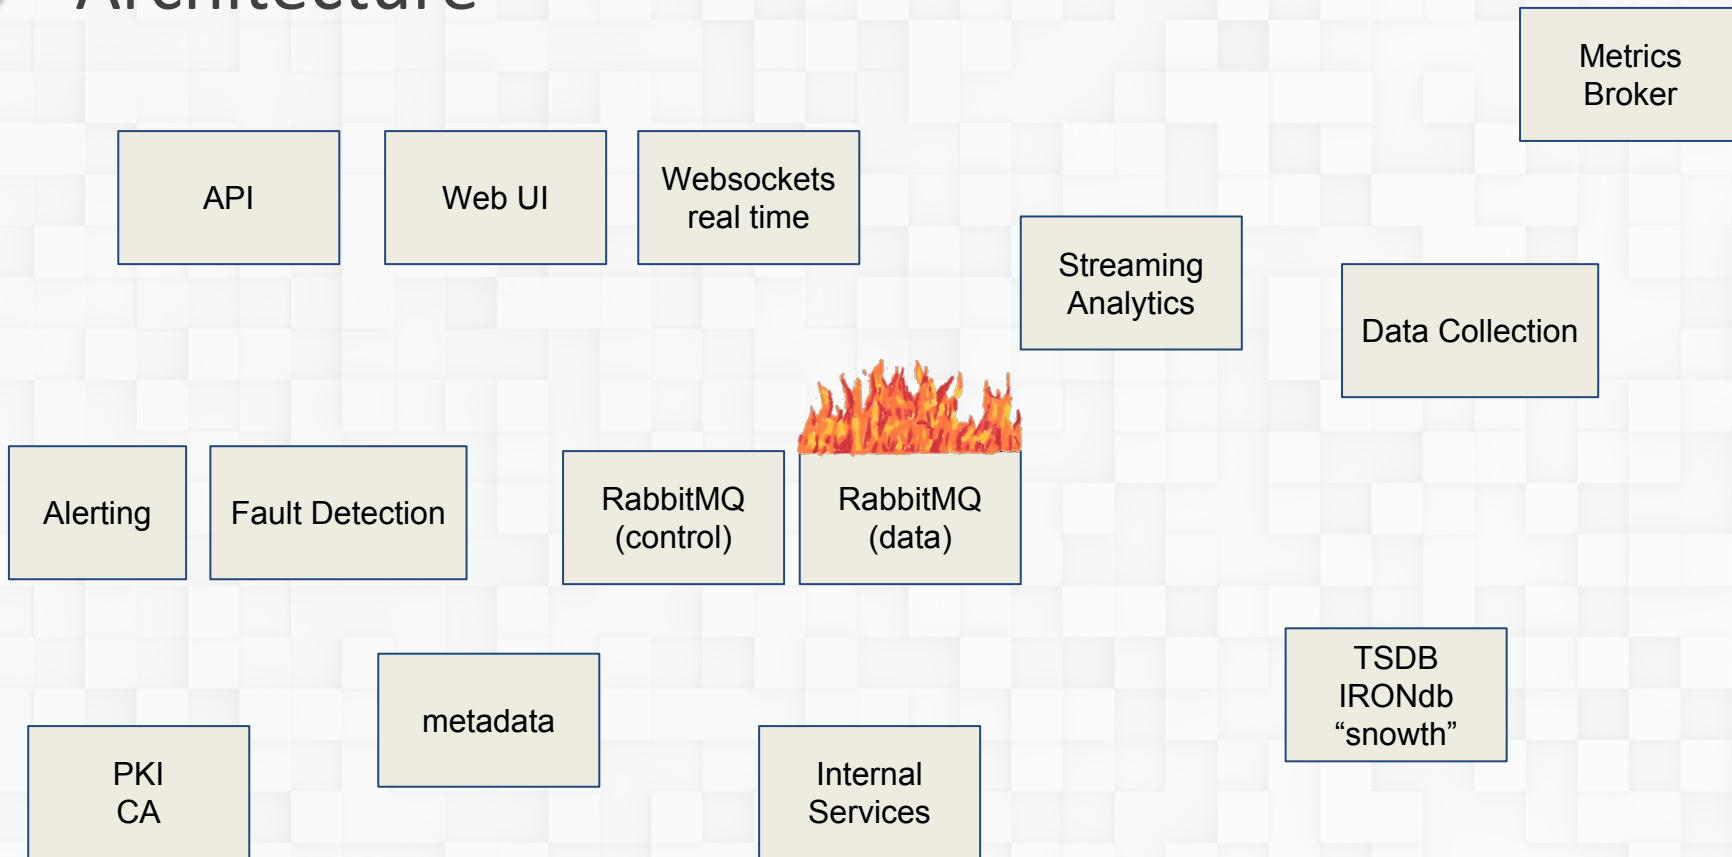 Architecture
Metrics
Broker
API
Web UI
Websockets
real time
Streaming
Analytics
Data Collection
Alerting
Fault Detection
RabbitMQ
(control)
RabbitMQ
(data)
TSDB
IRONdb
“snowth”
metadata
PKI
CA
Internal
Services